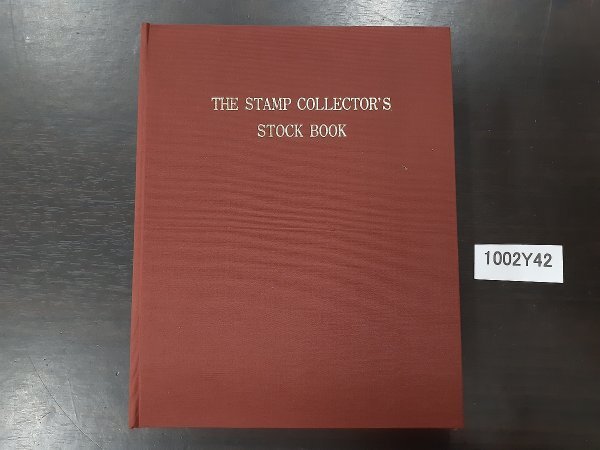 THE STAMP COLLECTOR'S
STOCK BOOK
1002Y42